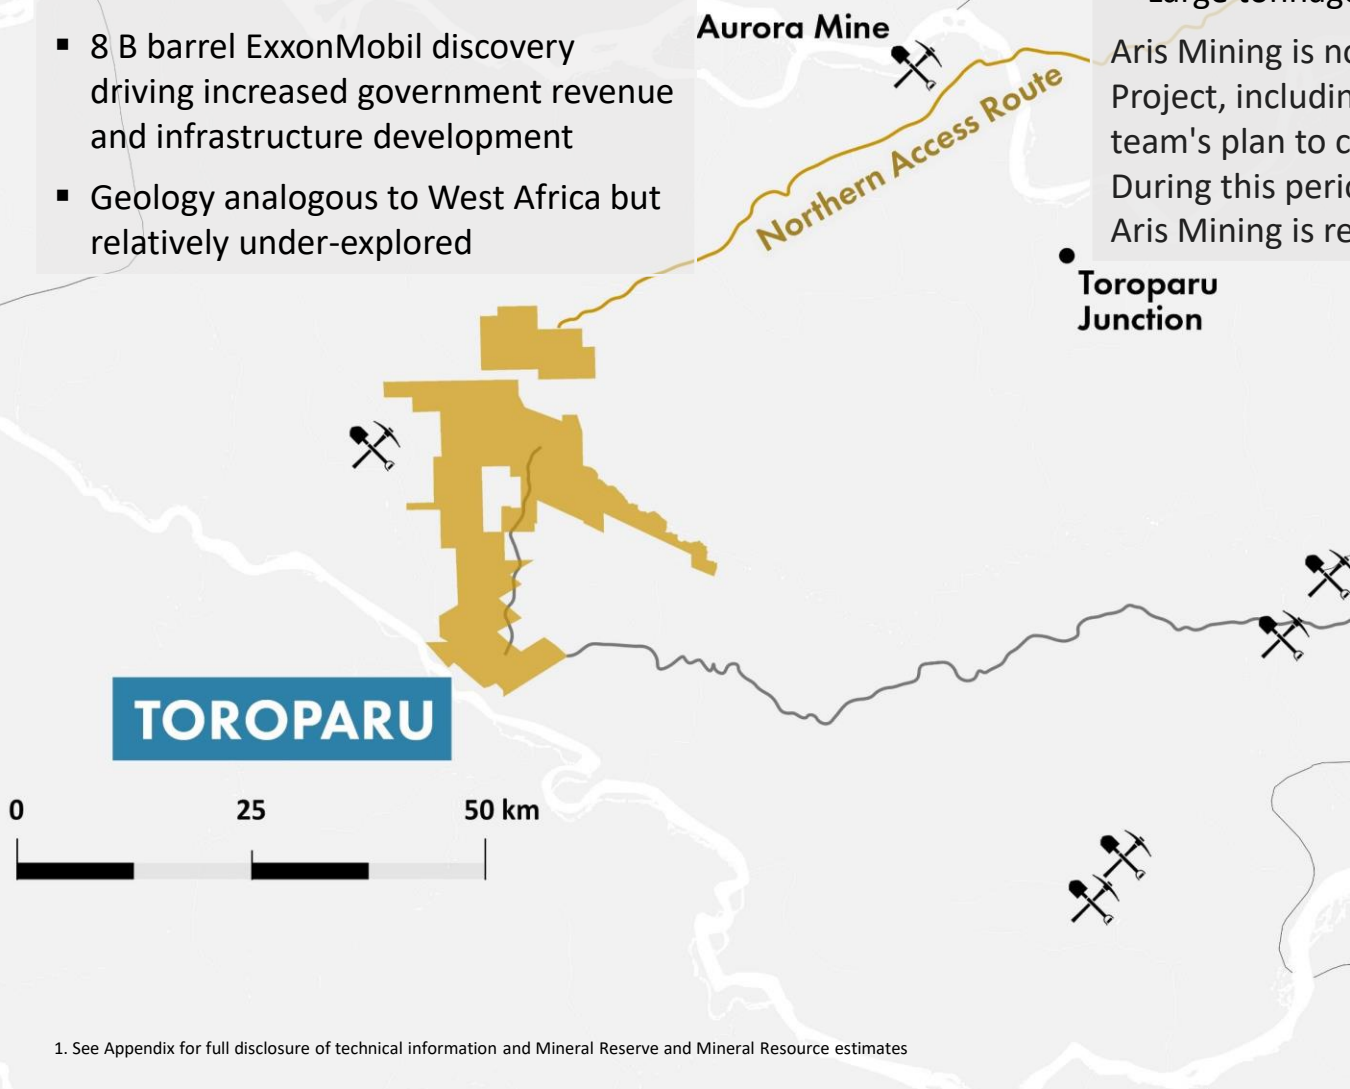 ▪ 8 B barrel ExxonMobil discovery
driving increased government revenue
and infrastructure development
▪ Geology analogous to West Africa but
relatively under-explored
Aurora Mine
Northern Access Route
Aris Mining is
Project,
team's plan to
During this
Aris Mining is
Toroparu
Junction
TOROPARU
0 25 50 km
1. See Appendix for full disclosure of technical information and Mineral Reserve and Mineral Resource estimates